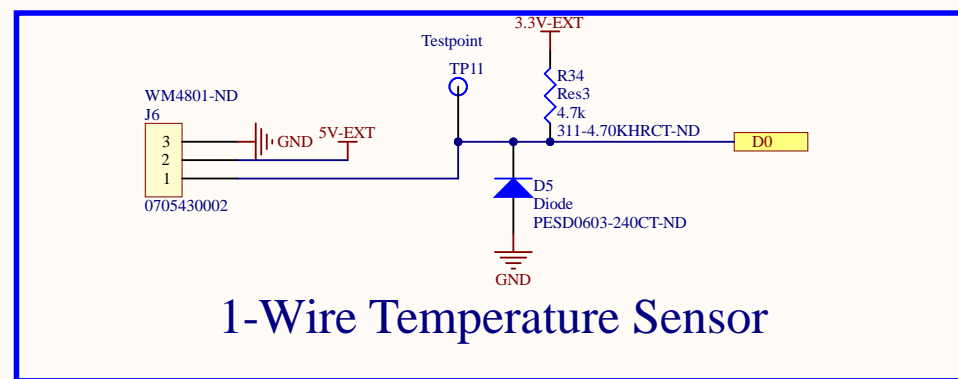 3.3V-EXT
Testpoint
TP11
R34
Res3
4.7k
311-4.70KHRCT-ND
WM4801-ND
J6
3
GND
5V-EXT
2
1
0705430002
D0
D5
Diode
PESD0603-240CT-ND
GND
1-Wire Temperature Sensor